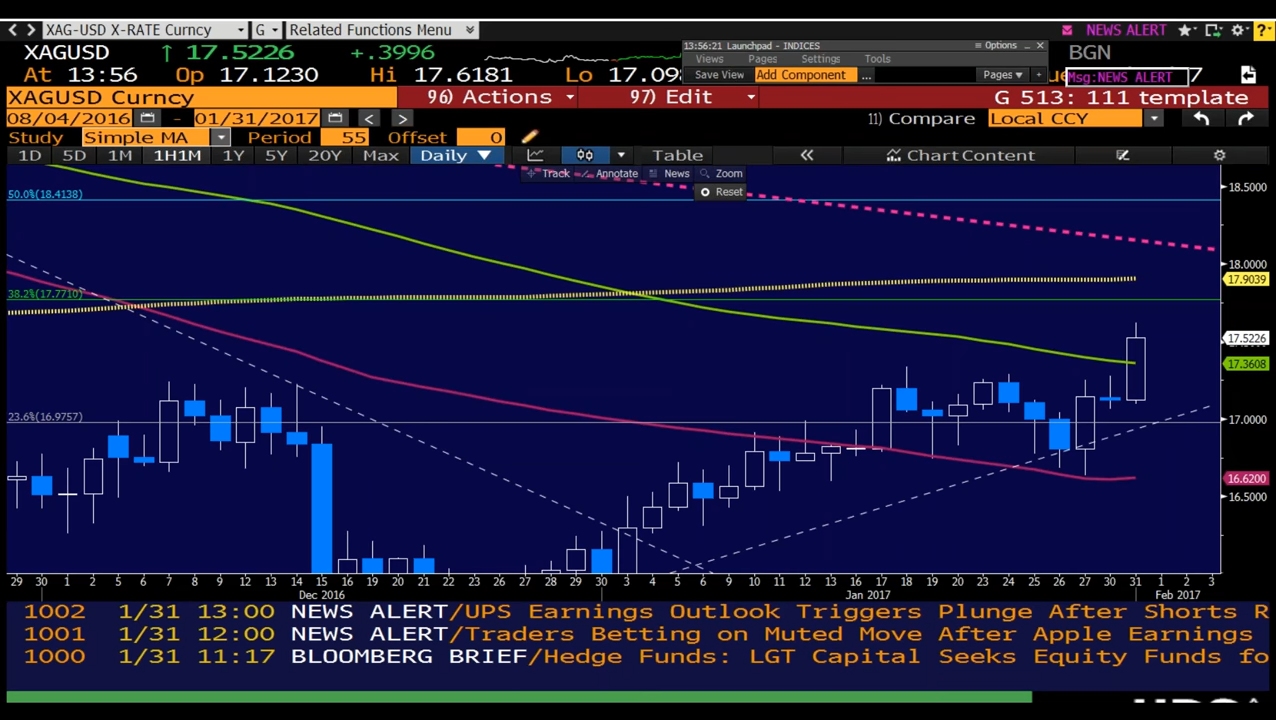 XAG-USD X-RATE Curncy G Related Functions Menu NEWS ALERT ?
XAGUSD ↑ 17.5226 +.3996 BGN
At 13:56 Op 17.1230 Hi 17.6181 Lo 7
13:56:21 Launchpad - INDICES Options
Views Pages Settings Tools
Save View Add Component ... Pages +
Msg:NEWS ALERT
XAGUSD Curncy 96) Actions 97) Edit G 513: 111 template
08/04/2016 - 01/31/2017 < > 11) Compare Local CCY
Study Simple MA Period 55 Offset 0
1D 5D 1M 1H1M 1Y 5Y 20Y Max Daily ▼ Table « Chart Content
Track Annotate News Zoom
Reset
18.5000
50.0%(18.4138)
18.0000
17.9039
38.2%(17.7710)
17.5226
17.3608
23.6%(16.9757)
17.0000
16.6200
16.5000
29 30 1 2 5 6 7 8 9 12 13 14 15 16 19 20 21 22 23 26 27 28 29 30 3 4 5 6 9 10 11 12 13 16 17 18 19 20 23 24 25 26 27 30 31 1 2 3
Dec 2016 Jan 2017 Feb 2017
1002 1/31 13:00 NEWS ALERT/UPS Earnings Outlook Triggers Plunge After Shorts R
1001 1/31 12:00 NEWS ALERT/Traders Betting on Muted Move After Apple Earnings
1000 1/31 11:17 BLOOMBERG BRIEF/Hedge Funds: LGT Capital Seeks Equity Funds fo